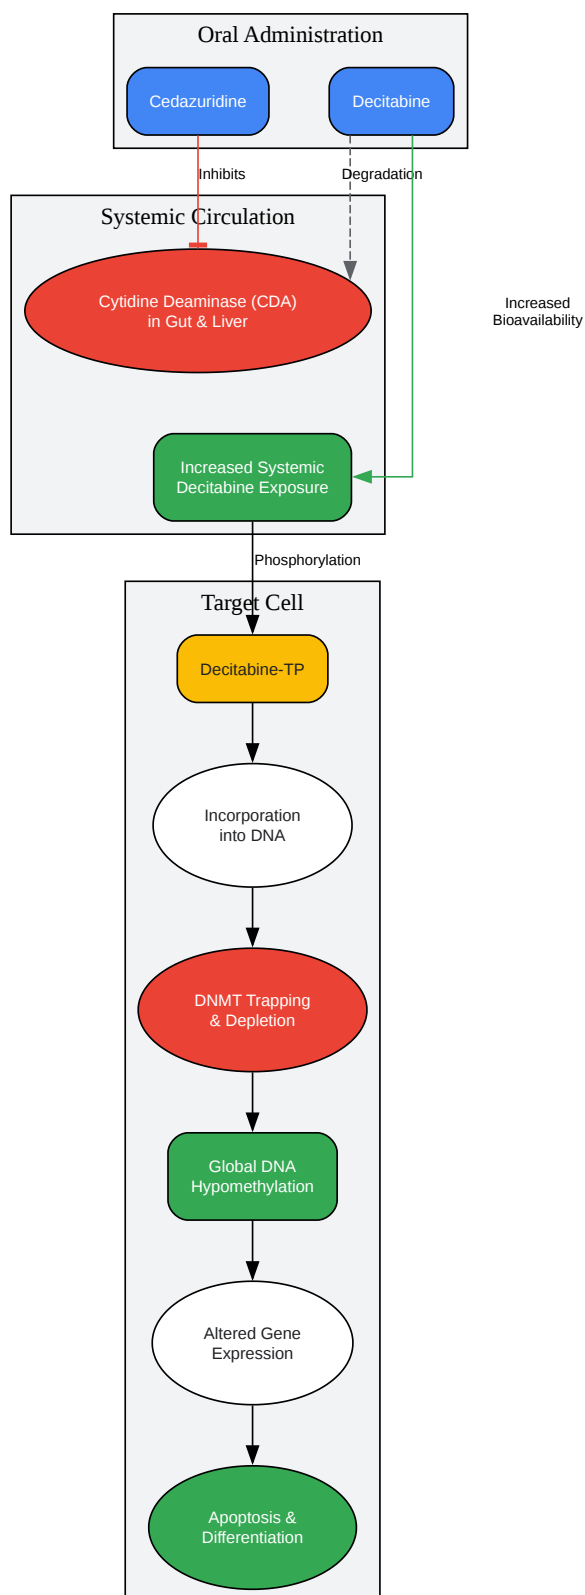 Oral Administration
Cedazuridine
Decitabine
Inhibits
Degradation
Systemic Circulation
Cytidine Deaminase (CDA)
in Gut & Liver
Increased
Bioavailability
Increased Systemic
Decitabine Exposure
Phosphorylation
Target Cell
Decitabine-TP
Incorporation
into DNA
DNMT Trapping
& Depletion
Global DNA
Hypomethylation
Altered Gene
Expression
Apoptosis &
Differentiation